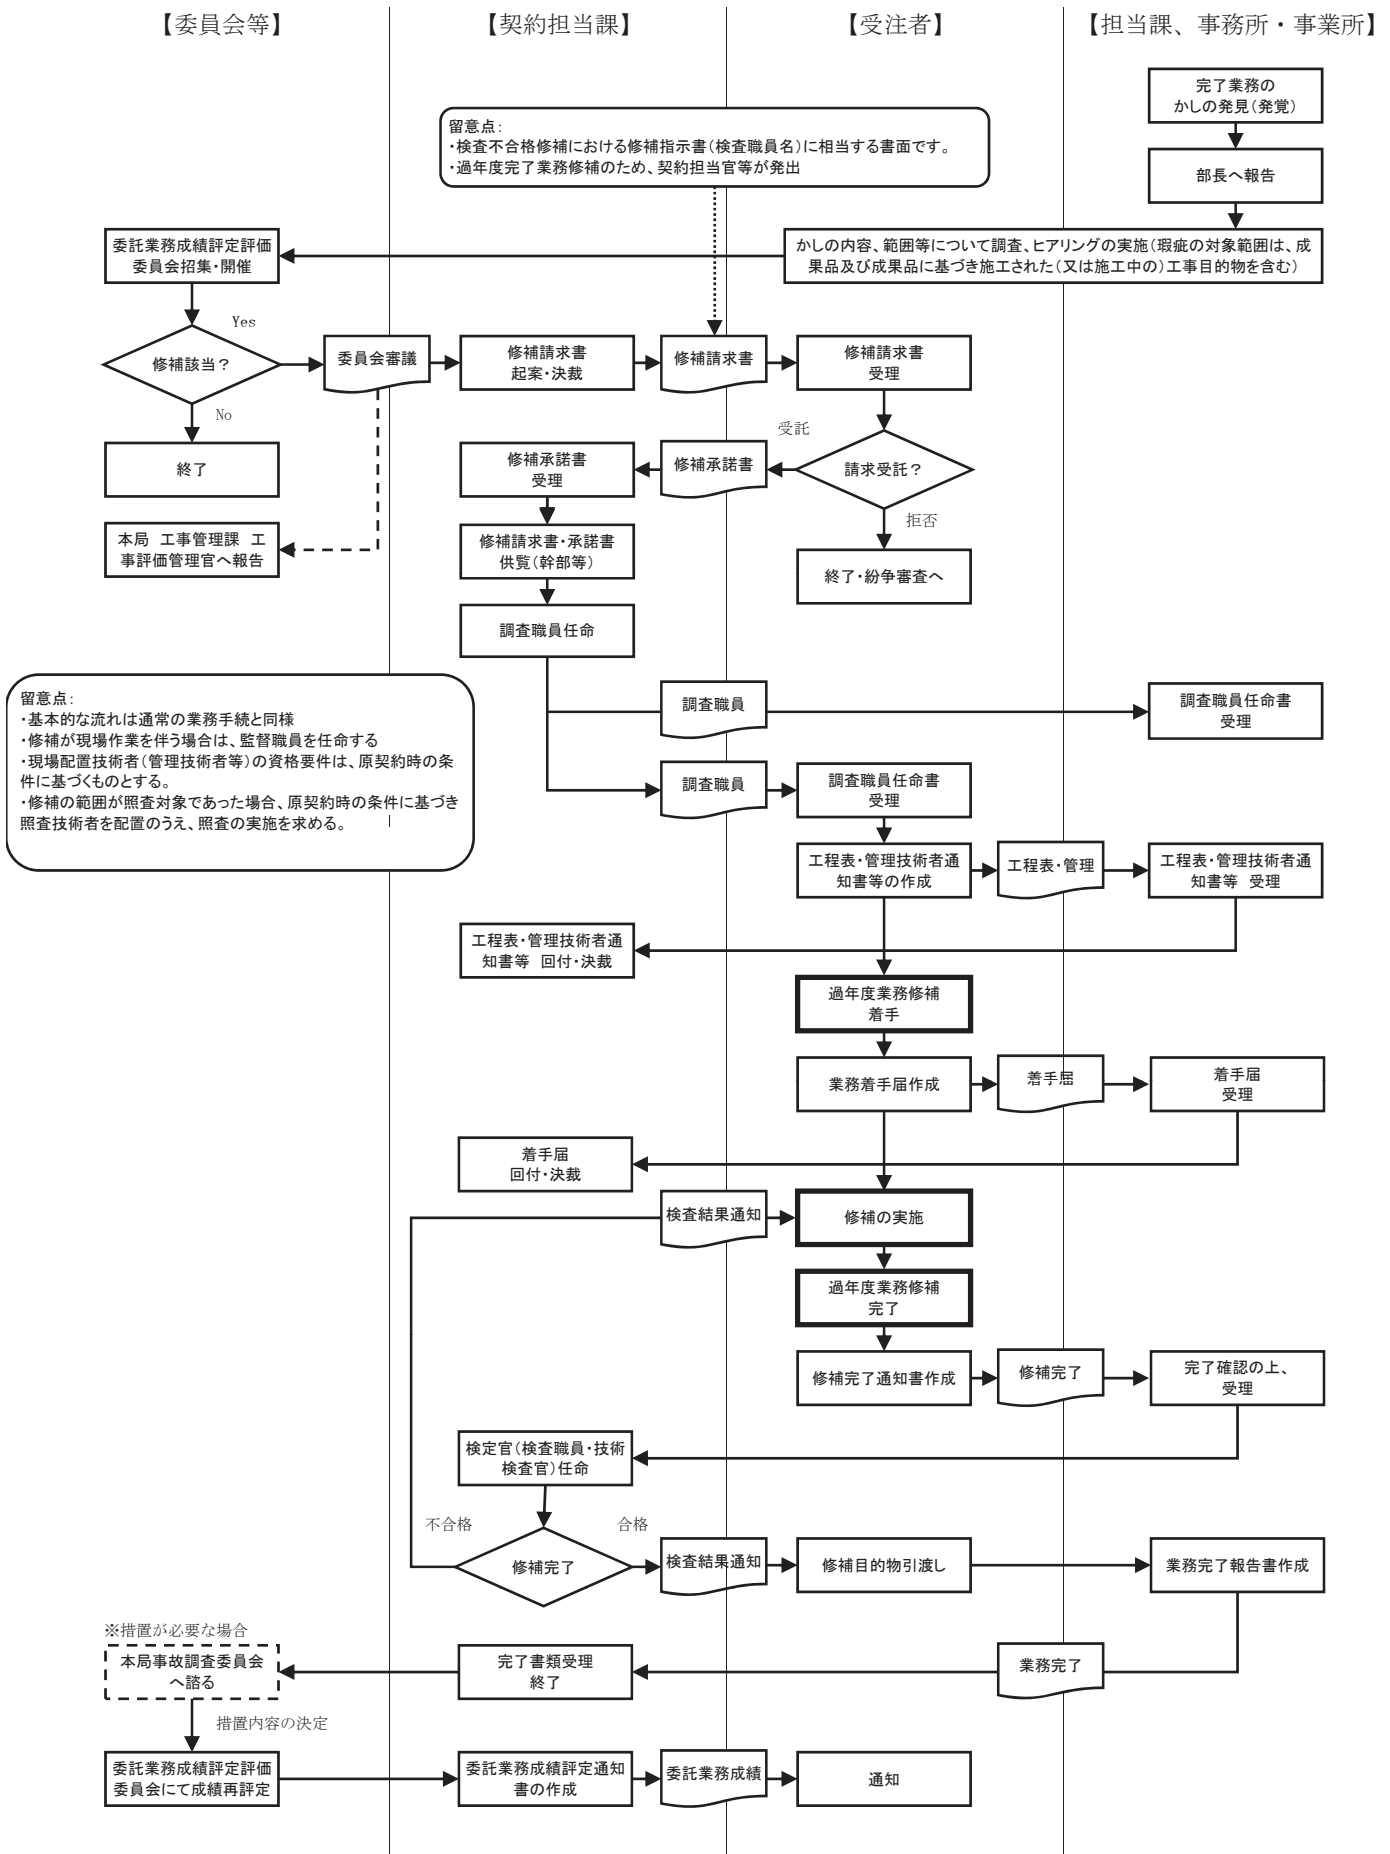 【委員会等】
【契約担当課】
【受注者】
【担当課、事務所・事業所】
完了業務の
かしの発見(発覚)
留意点:
・検査不合格修補における修補指示書(検査職員名)に相当する書面です。
・過年度完了業務修補のため、契約担当官等が発出
部長へ報告
委託業務成績評定評価
委員会招集・開催
かしの内容、範囲等について調査、ヒアリングの実施(瑕疵の対象範囲は、成
果品及び成果品に基づき施工された(又は施工中の)工事目的物を含む)
Yes
修補該当?
委員会審議
修補請求書
起案・決裁
修補請求書
修補請求書
受理
No
受託
終了
修補承諾書
受理
修補承諾書
請求受託?
拒否
本局 工事管理課 工
事評価管理官へ報告
修補請求書・承諾書
供覧(幹部等)
終了・紛争審査へ
調査職員任命
留意点:
・基本的な流れは通常の業務手続と同様
・修補が現場作業を伴う場合は、監督職員を任命する
・現場配置技術者(管理技術者等)の資格要件は、原契約時の条
件に基づくものとする。
・修補の範囲が照査対象であった場合、原契約時の条件に基づき
照査技術者を配置のうえ、照査の実施を求める。
調査職員
調査職員任命書
受理
調査職員
調査職員任命書
受理
工程表・管理技術者通
知書等の作成
工程表・管理
工程表・管理技術者通
知書等 受理
工程表・管理技術者通
知書等 回付・決裁
過年度業務修補
着手
業務着手届作成
着手届
着手届
受理
着手届
回付・決裁
検査結果通知
修補の実施
過年度業務修補
完了
修補完了通知書作成
修補完了
完了確認の上、
受理
検定官(検査職員・技術
検査官)任命
不合格
合格
修補完了
検査結果通知
修補目的物引渡し
業務完了報告書作成
※措置が必要な場合
本局事故調査委員会
へ諮る
完了書類受理
終了
業務完了
措置内容の決定
委託業務成績評定評価
委員会にて成績再評定
委託業務成績評定通知
書の作成
委託業務成績
通知